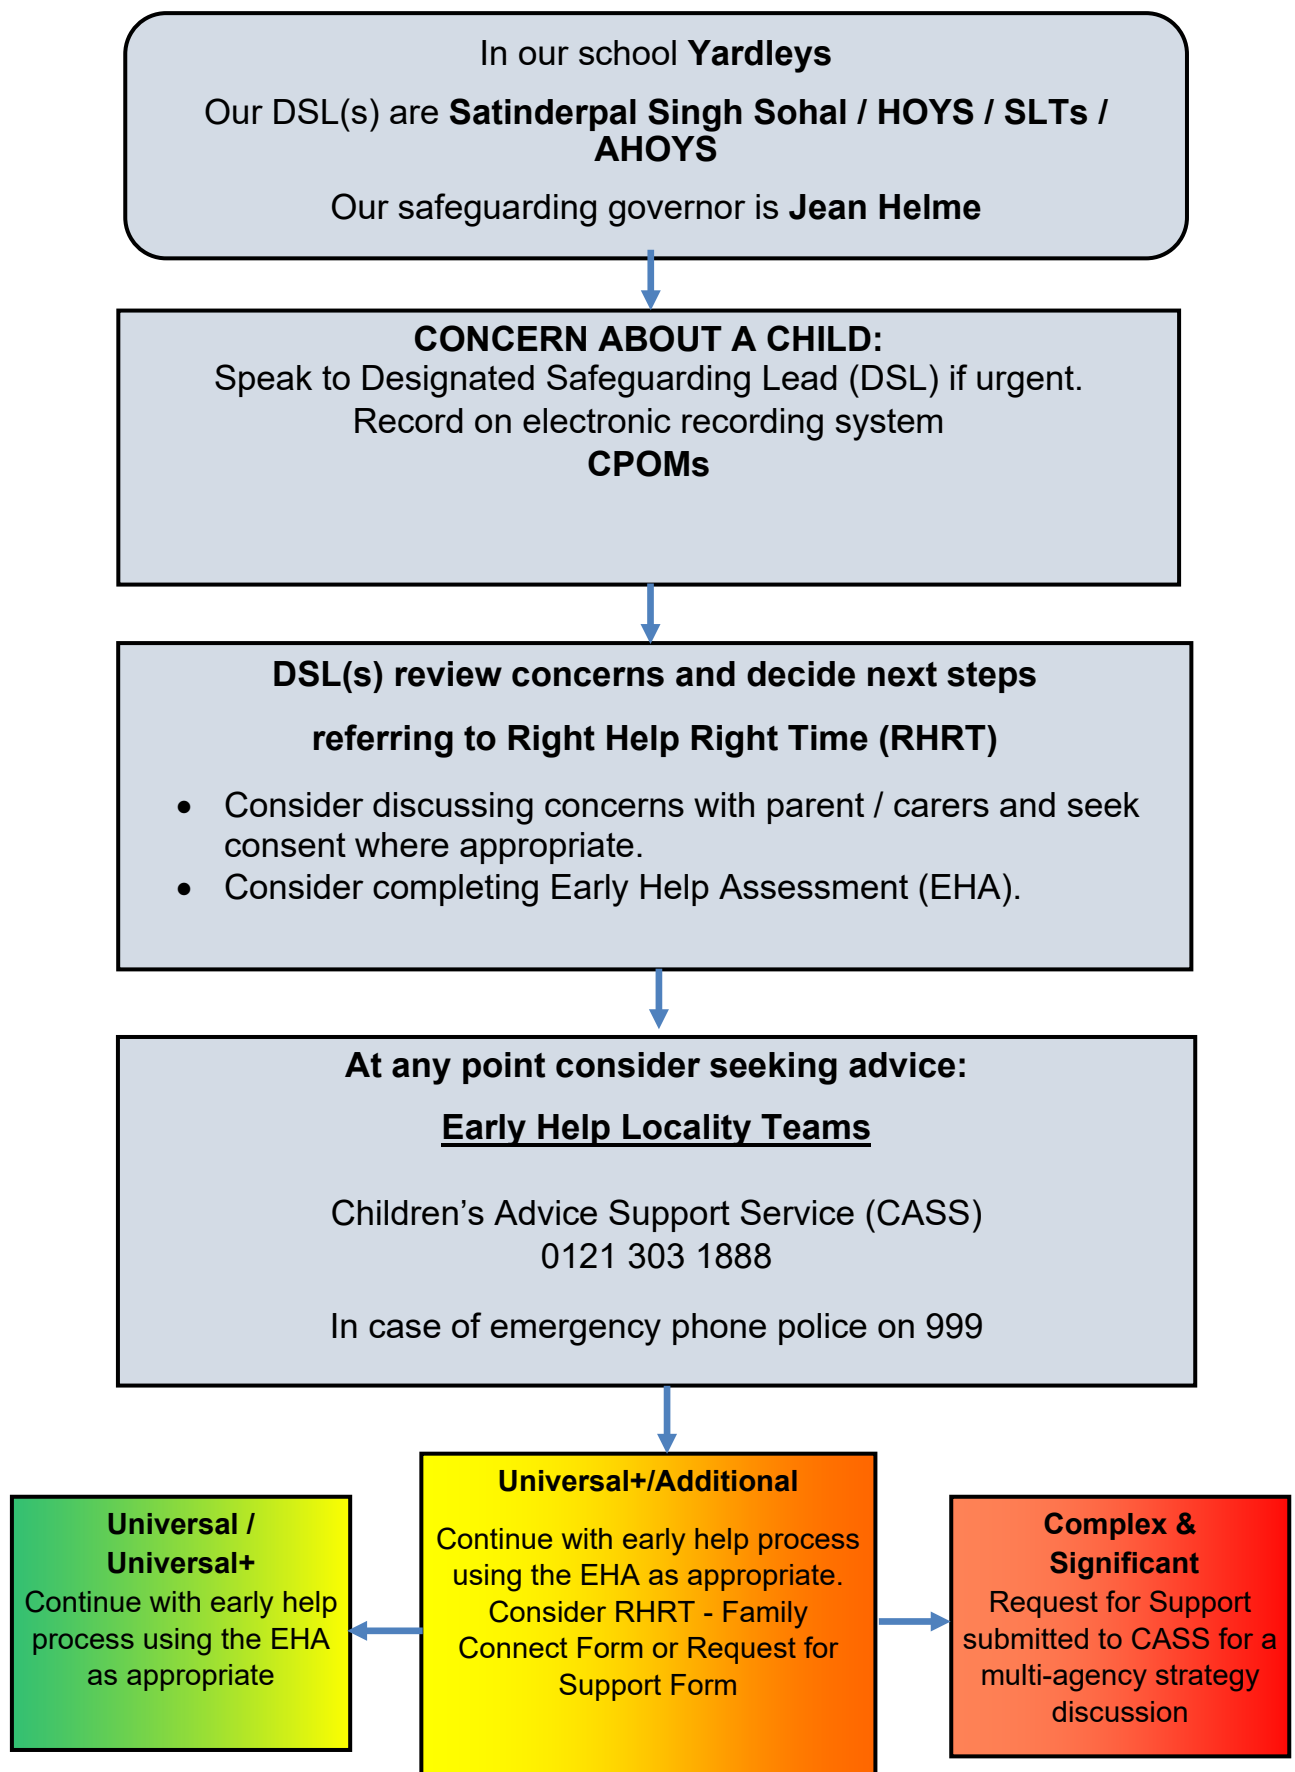 In our school Yardleys
Our DSL(s) are Satinderpal Singh Sohal / HOYS / SLTs /
AHOYS
Our safeguarding governor is Jean Helme
CONCERN ABOUT A CHILD:
Speak to Designated Safeguarding Lead (DSL) if urgent.
Record on electronic recording system
CPOMs
DSL(s) review concerns and decide next steps
referring to Right Help Right Time (RHRT)
• Consider discussing concerns with parent / carers and seek
consent where appropriate.
• Consider completing Early Help Assessment (EHA).
At any point consider seeking advice:
Early Help Locality Teams
Children’s Advice Support Service (CASS)
0121 303 1888
In case of emergency phone police on 999
Universal /
Universal+
Continue with early help
process using the EHA
as appropriate
Universal+/Additional
Continue with early help process
using the EHA as appropriate.
Consider RHRT - Family
Connect Form or Request for
Support Form
Complex &
Significant
Request for Support
submitted to CASS for a
multi-agency strategy
discussion